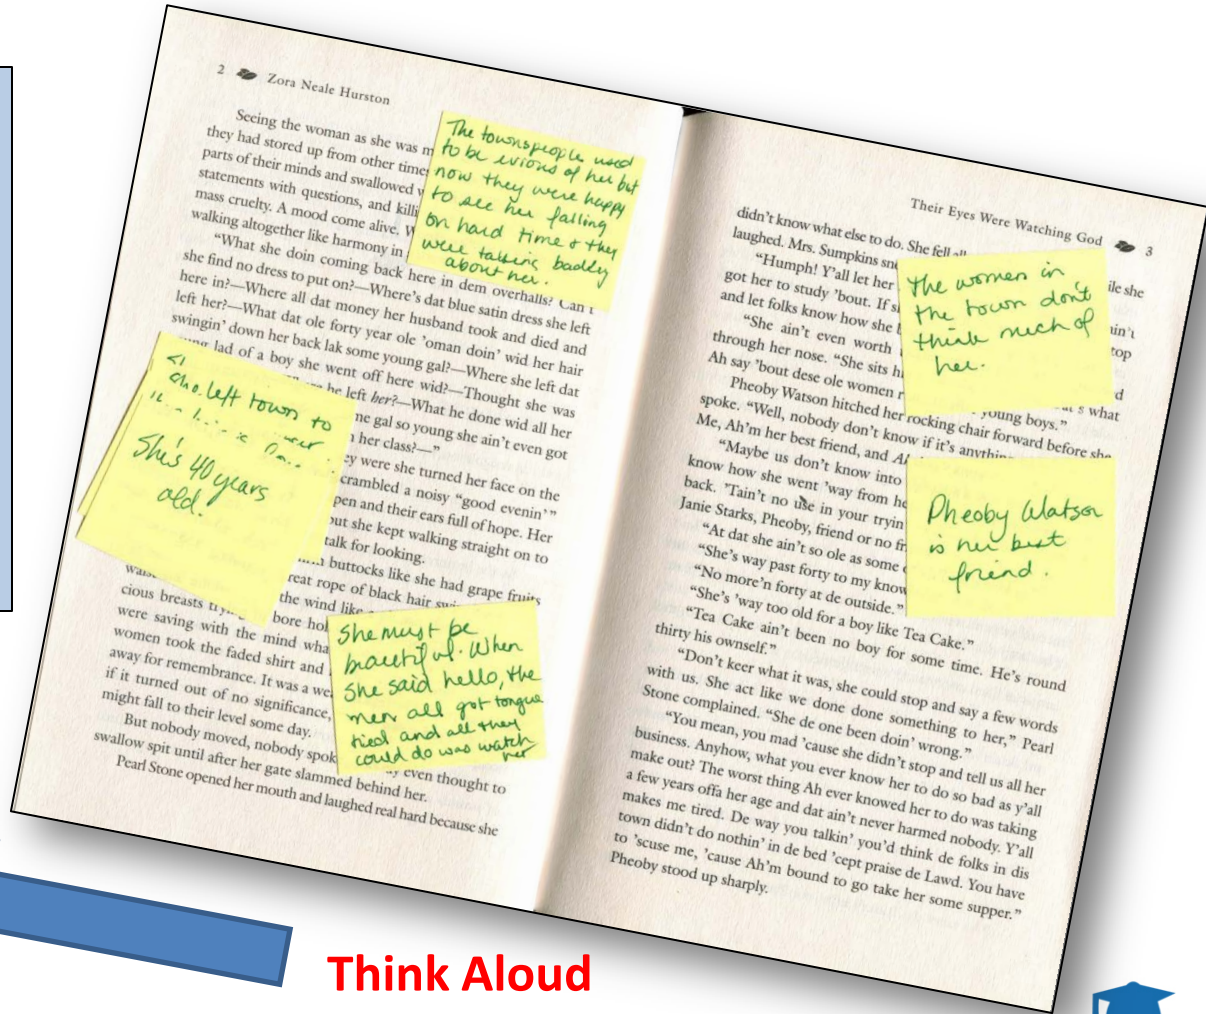 2 Zora Neale Hurston
Seeing the woman as she was
they had stored up from other
parts of their minds and swallowed
statements with questions, and
mass cruelty. A mood come alive.
walking altogether like harmony in
“What she doin coming back here in dem overhalls? Can't
she find no dress to put on?—Where's dat blue satin dress she left
here in?—Where all dat money her husband took and died and
left her?—What dat ole forty year ole 'oman doin' wid her hair
swingin' down her back lak some young gal?—Where she left dat
lad of a boy she went off here wid?—Thought she was
he left her?—What he done wid all her
gal so young she ain't even got
her class?—”
were she turned her face on the
scrambled a noisy “good evenin'”
open and their ears full of hope. Her
but she kept walking straight on to
talk for looking.
buttocks like she had grape fruits
rope of black hair
the wind like
cious breasts bore
were saving with the mind
women took the faded shirt and
away for remembrance. It was a
if it turned out of no significance,
might fall to their level some day.
But nobody moved, nobody
even thought to
swallow spit until after her gate slammed behind her.
Pearl Stone opened her mouth and laughed real hard because she
The townspeople used
to be evious of her but
now they were happy
to see her falling
on hard time & they
were talking badly
about her.
She left town to
She's 40 years
old.
She must be
beautiful. When
she said hello, the
men all got tongue
tied and all they
could do was watch
her
Their Eyes Were Watching God 3
didn't know what else to do. She fell
she
laughed. Mrs. Sumpkins
“Humph! Y'all let her
got her to study 'bout. If
and let folks know how she
“She ain't even worth
through her nose. “She sits
Ah say 'bout dese ole women
what
young boys.”
Pheoby Watson hitched her rocking chair forward before she
spoke. “Well, nobody don't know if it's
Me, Ah'm her best friend, and
“Maybe us don't know into
know how she went 'way from
back. 'Tain't no use in your tryin'
Janie Starks, Pheoby, friend or no
“At dat she ain't so ole as some
“She's way past forty to my
“No more'n forty at de outside.”
“She's 'way too old for a boy like Tea Cake.”
“Tea Cake ain't been no boy for some time. He's round
thirty his ownself.”
“Don't keer what it was, she could stop and say a few words
with us. She act like we done done something to her,” Pearl
Stone complained. “She de one been doin' wrong.”
“You mean, you mad 'cause she didn't stop and tell us all her
business. Anyhow, what you ever know her to do so bad as y'all
make out? The worst thing Ah ever knowed her to do was taking
a few years offa her age and dat ain't never harmed nobody. Y'all
makes me tired. De way you talkin' you'd think de folks in dis
town didn't do nothin' in de bed 'cept praise de Lawd. You have
to 'scuse me, 'cause Ah'm bound to go take her some supper.”
Pheoby stood up sharply.
The women in
the town don't
think much of
her.
Pheoby Watson
is her best
friend.
Think Aloud